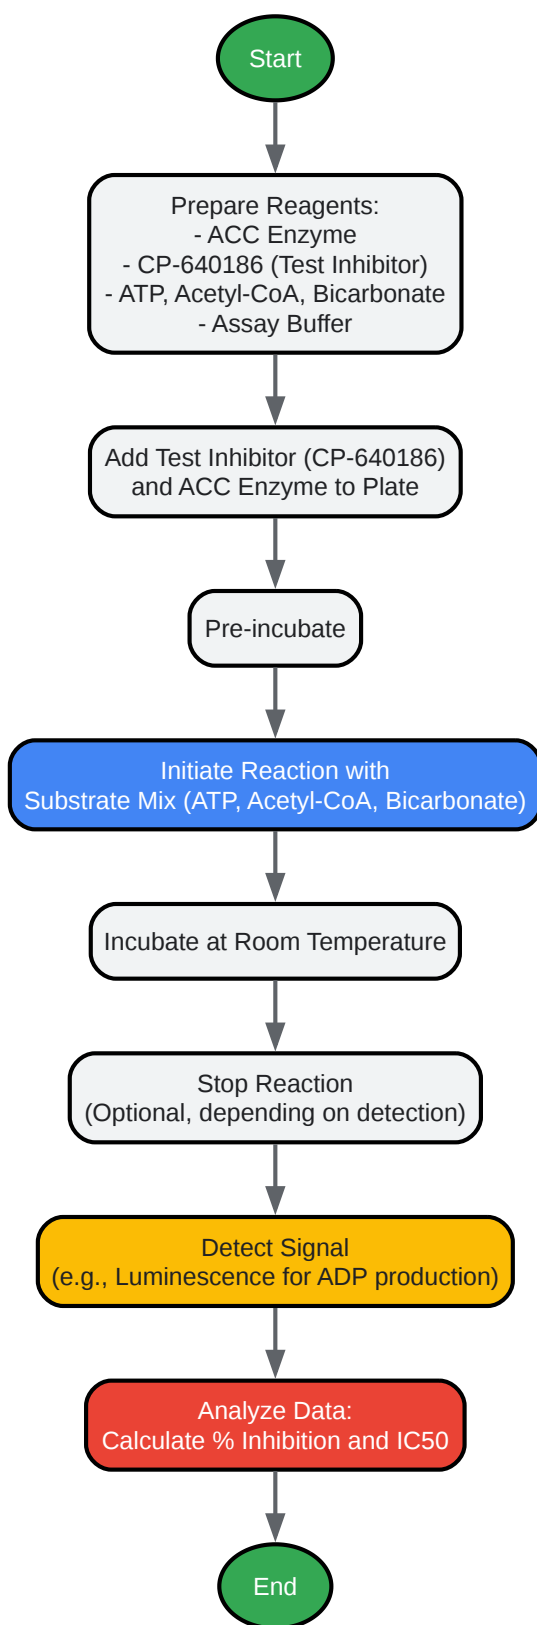 Start
Prepare Reagents:
- ACC Enzyme
- CP-640186 (Test Inhibitor)
- ATP, Acetyl-CoA, Bicarbonate
- Assay Buffer
Add Test Inhibitor (CP-640186)
and ACC Enzyme to Plate
Pre-incubate
Initiate Reaction with
Substrate Mix (ATP, Acetyl-CoA, Bicarbonate)
Incubate at Room Temperature
Stop Reaction
(Optional, depending on detection)
Detect Signal
(e.g., Luminescence for ADP production)
Analyze Data:
Calculate % Inhibition and IC50
End